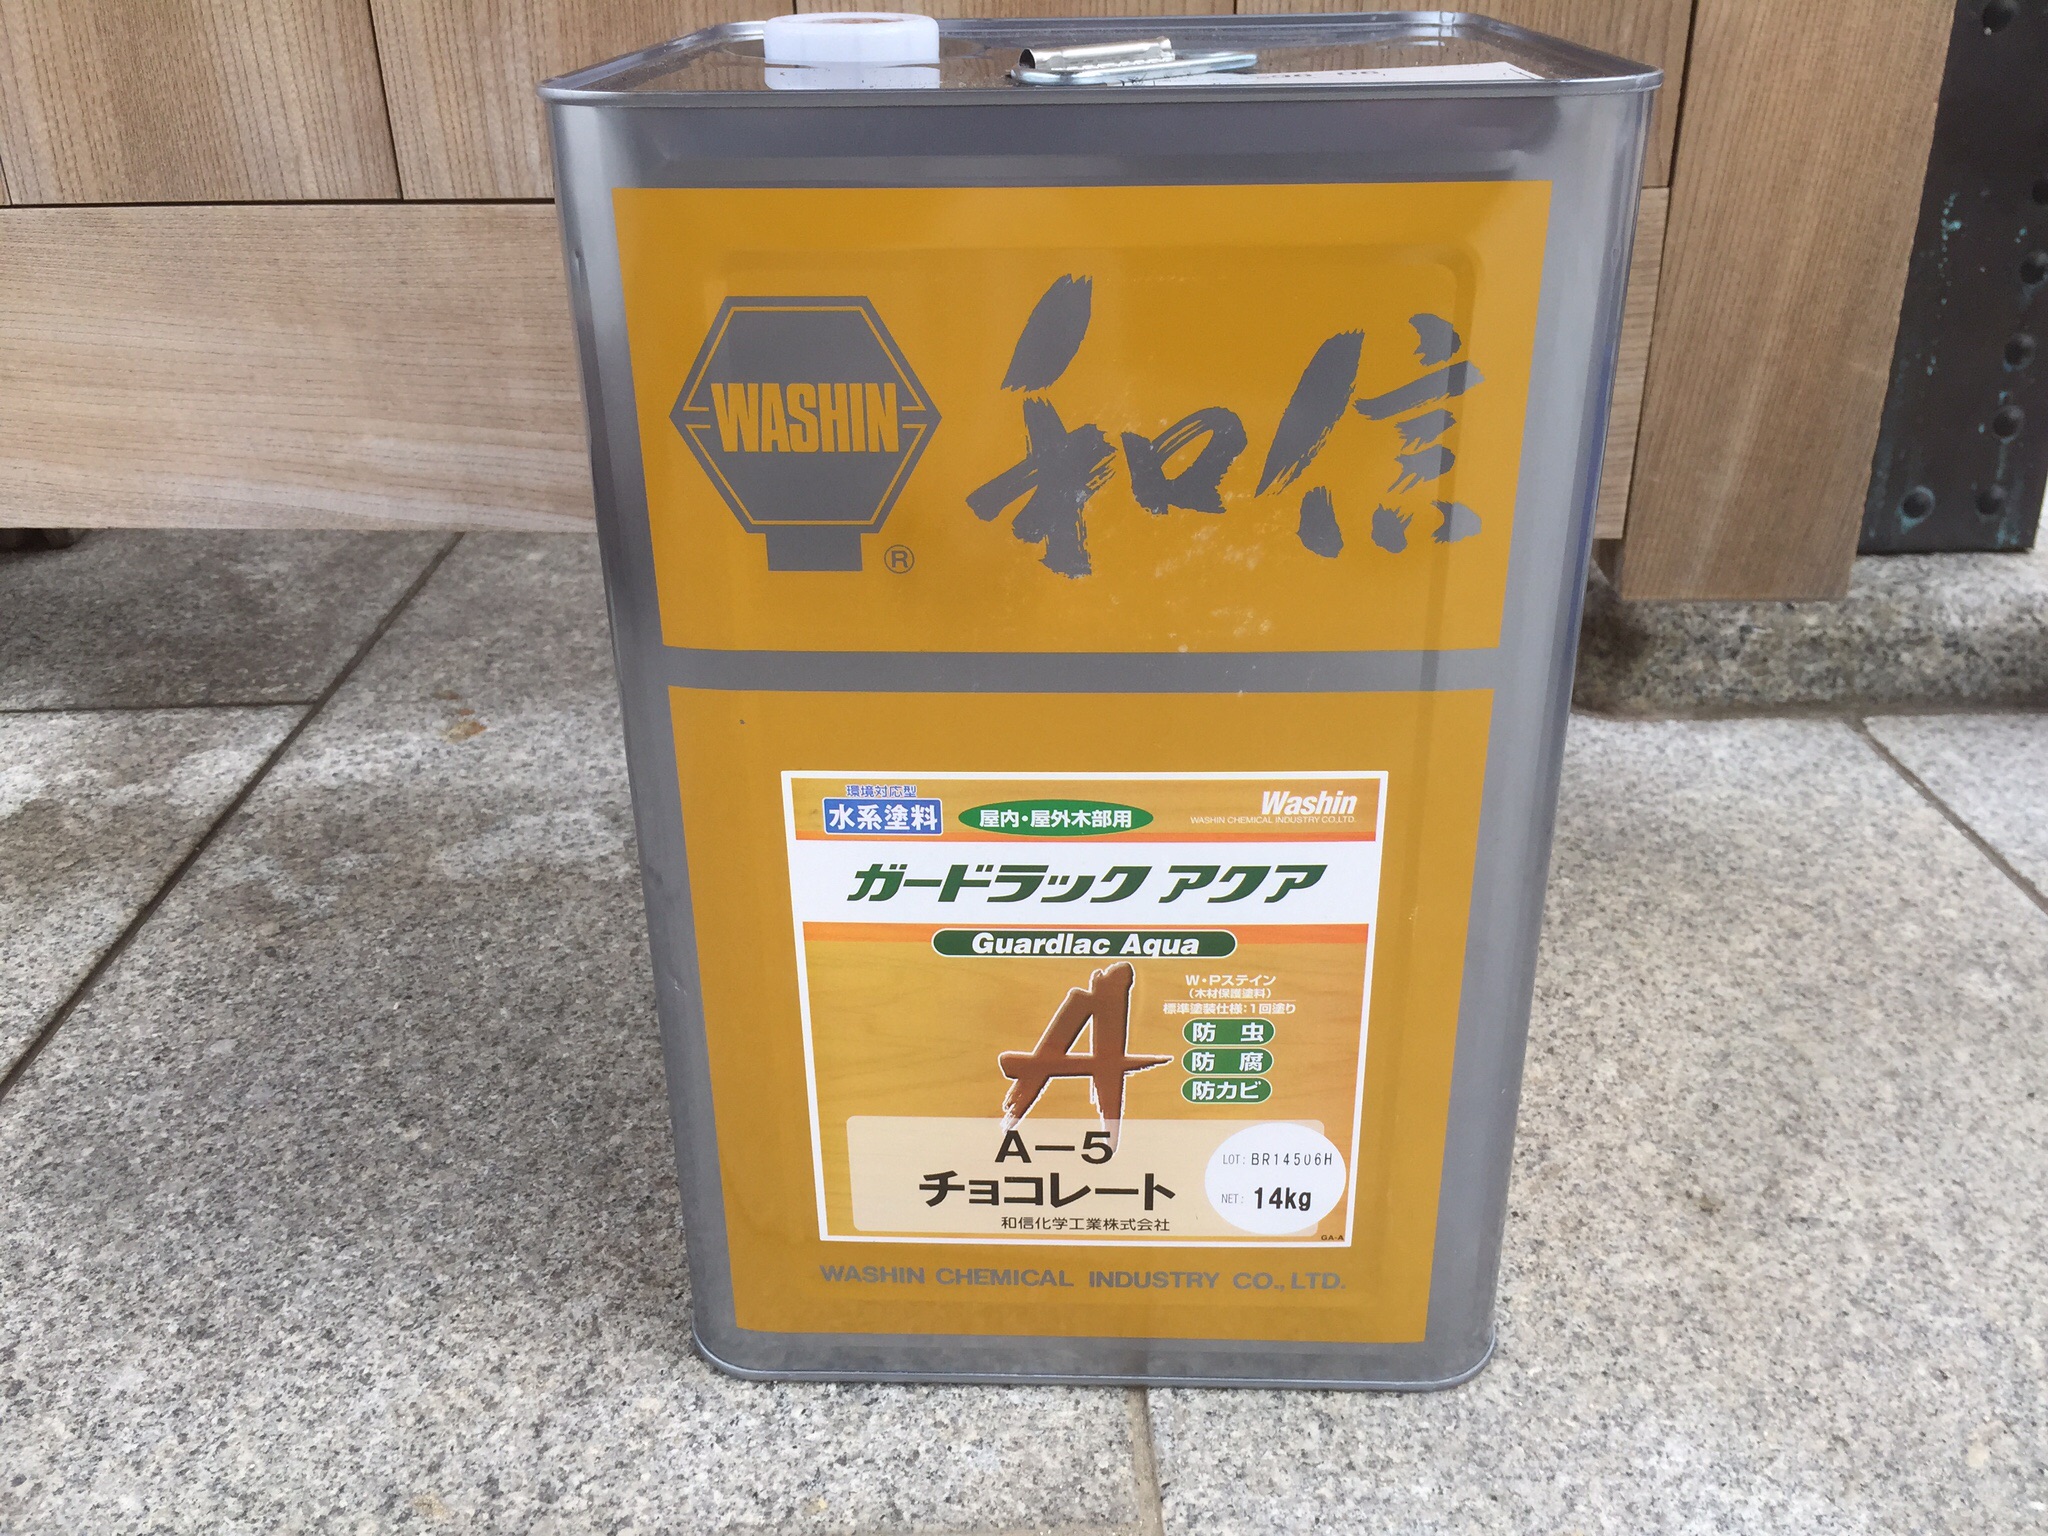 WASHIN
®
和信
環境対応型
水系塗料
屋内・屋外木部用
Washin
WASHIN CHEMICAL INDUSTRY CO.,LTD.
ガードラック アクア
Guardlac Aqua
A
W・Pステイン
(木材保護塗料)
標準塗装仕様：1回塗り
防 虫
防 腐
防カビ
A－5
チョコレート
和信化学工業株式会社
LOT: BR14506H
NET: 14kg
GA-A
WASHIN CHEMICAL INDUSTRY CO.,LTD.